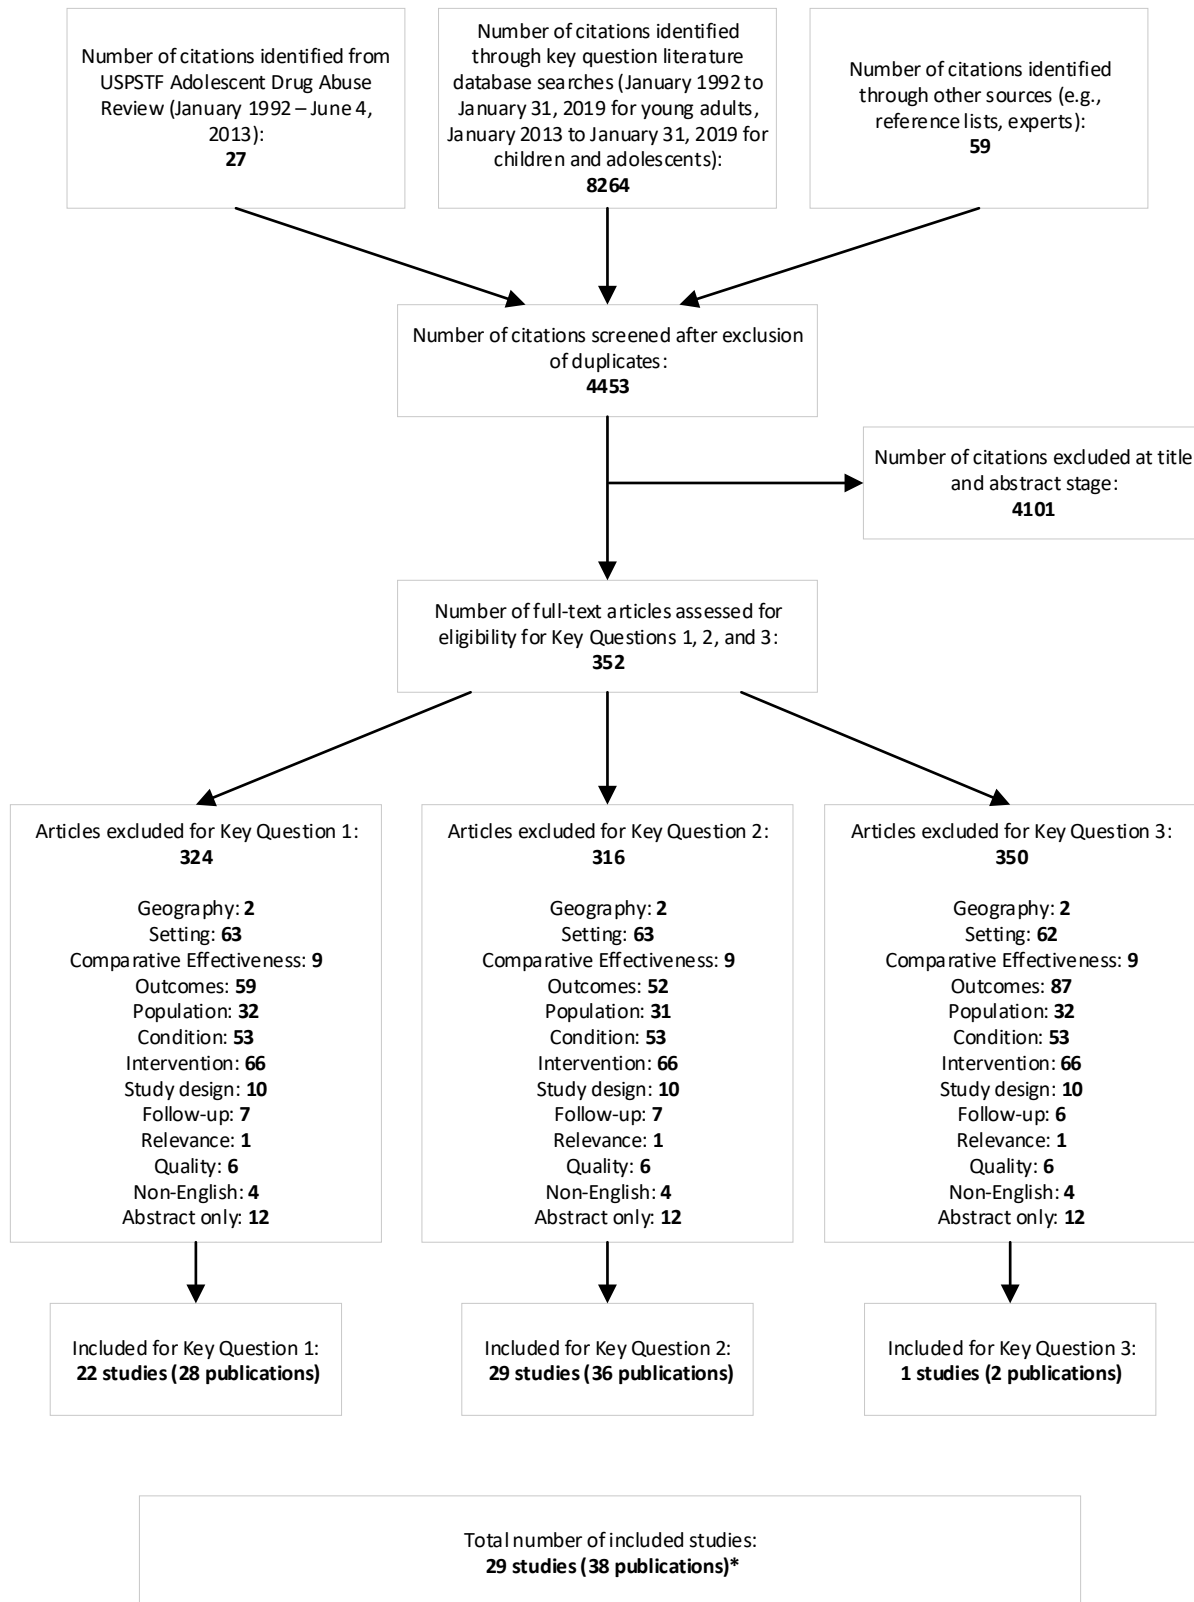 Number of citations identified from
USPSTF Adolescent Drug Abuse
Review (January 1992 – June 4,
2013):
27
Number of citations identified
through key question literature
database searches (January 1992 to
January 31, 2019 for young adults,
January 2013 to January 31, 2019 for
children and adolescents):
8264
Number of citations identified
through other sources (e.g.,
reference lists, experts):
59
Number of citations screened after exclusion
of duplicates:
4453
Number of citations excluded at title
and abstract stage:
4101
Number of full-text articles assessed for
eligibility for Key Questions 1, 2, and 3:
352
Articles excluded for Key Question 1:
324
Geography: 2
Setting: 63
Comparative Effectiveness: 9
Outcomes: 59
Population: 32
Condition: 53
Intervention: 66
Study design: 10
Follow-up: 7
Relevance: 1
Quality: 6
Non-English: 4
Abstract only: 12
Articles excluded for Key Question 2:
316
Geography: 2
Setting: 63
Comparative Effectiveness: 9
Outcomes: 52
Population: 31
Condition: 53
Intervention: 66
Study design: 10
Follow-up: 7
Relevance: 1
Quality: 6
Non-English: 4
Abstract only: 12
Articles excluded for Key Question 3:
350
Geography: 2
Setting: 62
Comparative Effectiveness: 9
Outcomes: 87
Population: 32
Condition: 53
Intervention: 66
Study design: 10
Follow-up: 6
Relevance: 1
Quality: 6
Non-English: 4
Abstract only: 12
Included for Key Question 1:
22 studies (28 publications)
Included for Key Question 2:
29 studies (36 publications)
Included for Key Question 3:
1 studies (2 publications)
Total number of included studies:
29 studies (38 publications)*